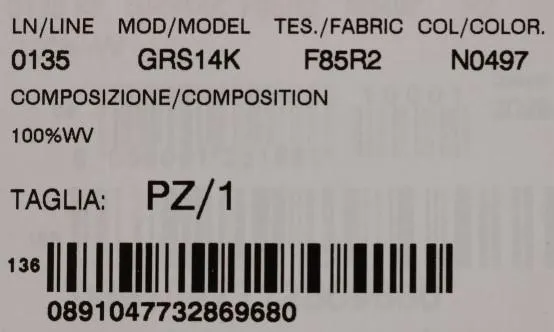 LN/LINE MOD/MODEL TES./FABRIC COL/COLOR.
0135 GRS14K F85R2 N0497
COMPOSIZIONE/COMPOSITION
100%WV
TAGLIA: PZ/1
136
0891047732869680